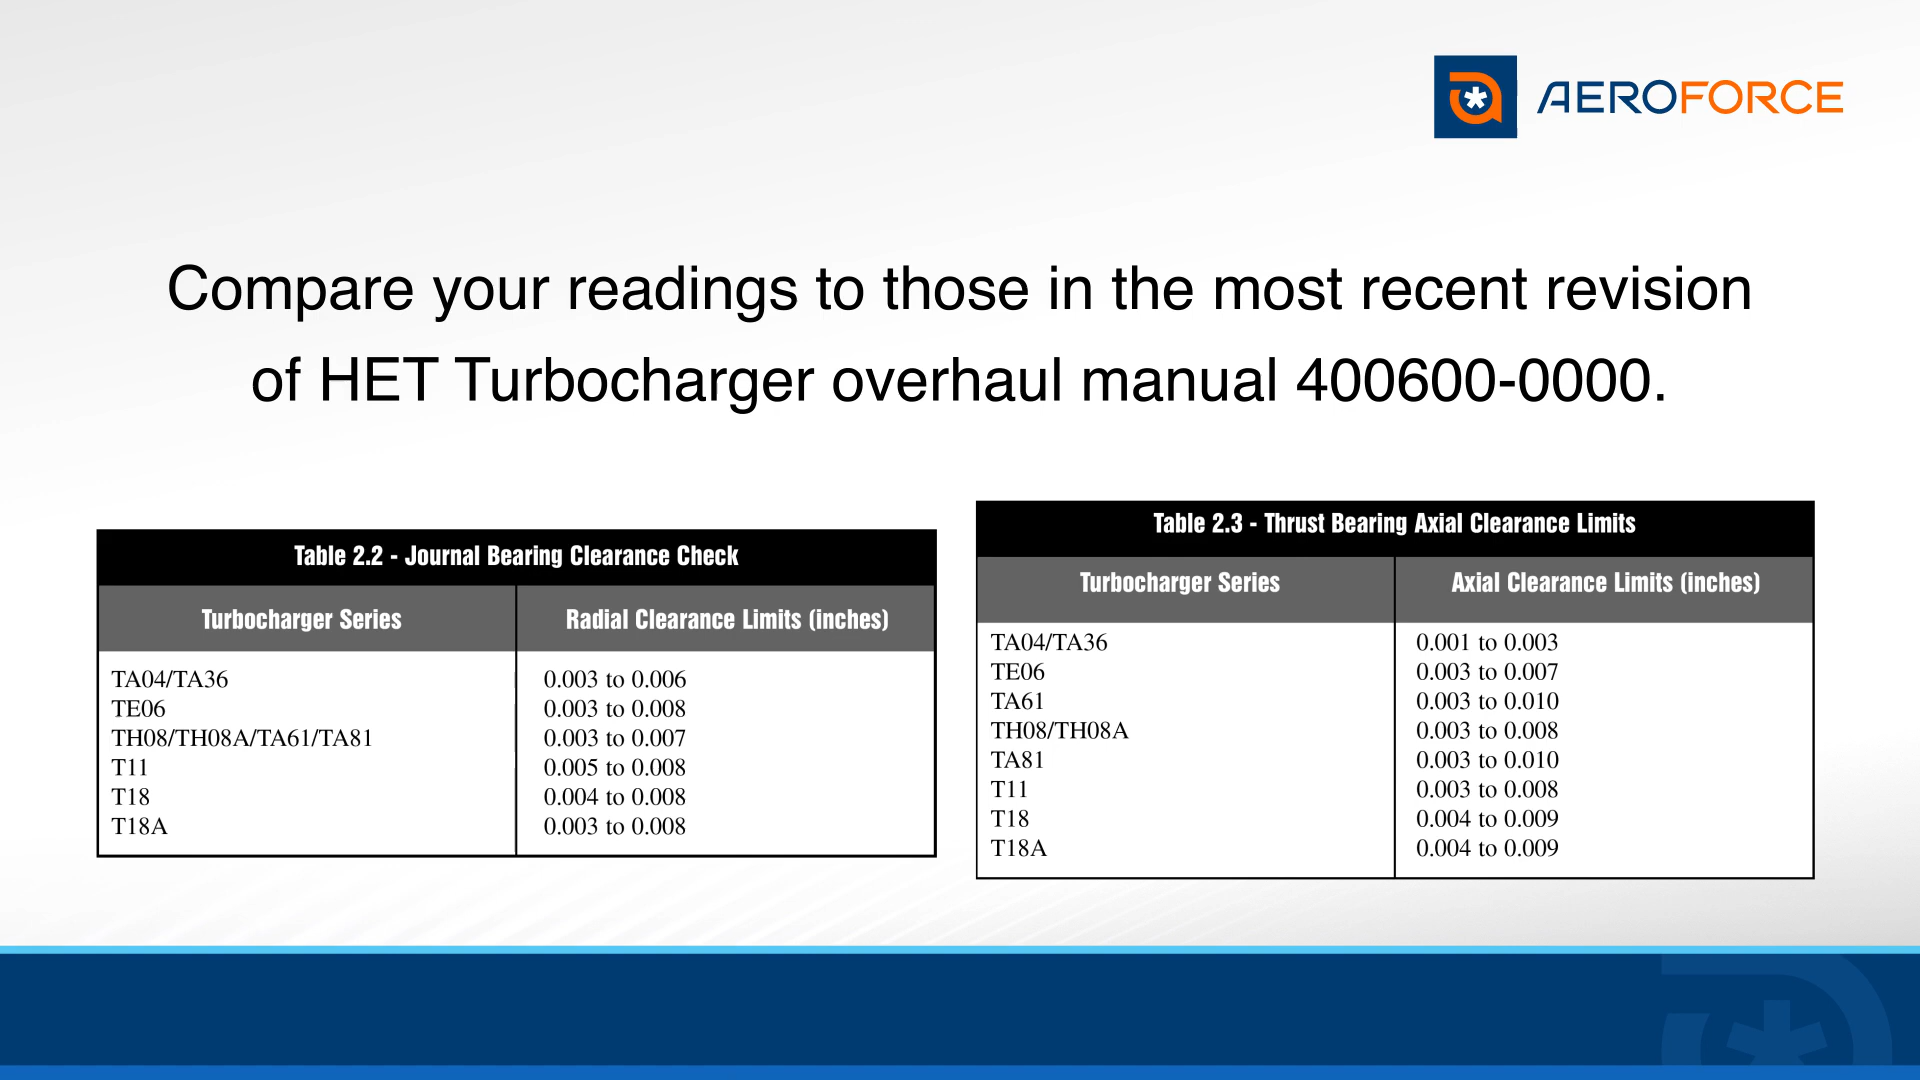 AEROFORCE
Compare your readings to those in the most recent revision
of HET Turbocharger overhaul manual 400600-0000.
Table 2.2 - Journal Bearing Clearance Check
Turbocharger Series Radial Clearance Limits (inches)
TA04/TA36 0.003 to 0.006
TE06 0.003 to 0.008
TH08/TH08A/TA61/TA81 0.003 to 0.007
T11 0.005 to 0.008
T18 0.004 to 0.008
T18A 0.003 to 0.008
Table 2.3 - Thrust Bearing Axial Clearance Limits
Turbocharger Series Axial Clearance Limits (inches)
TA04/TA36 0.001 to 0.003
TE06 0.003 to 0.007
TA61 0.003 to 0.010
TH08/TH08A 0.003 to 0.008
TA81 0.003 to 0.010
T11 0.003 to 0.008
T18 0.004 to 0.009
T18A 0.004 to 0.009